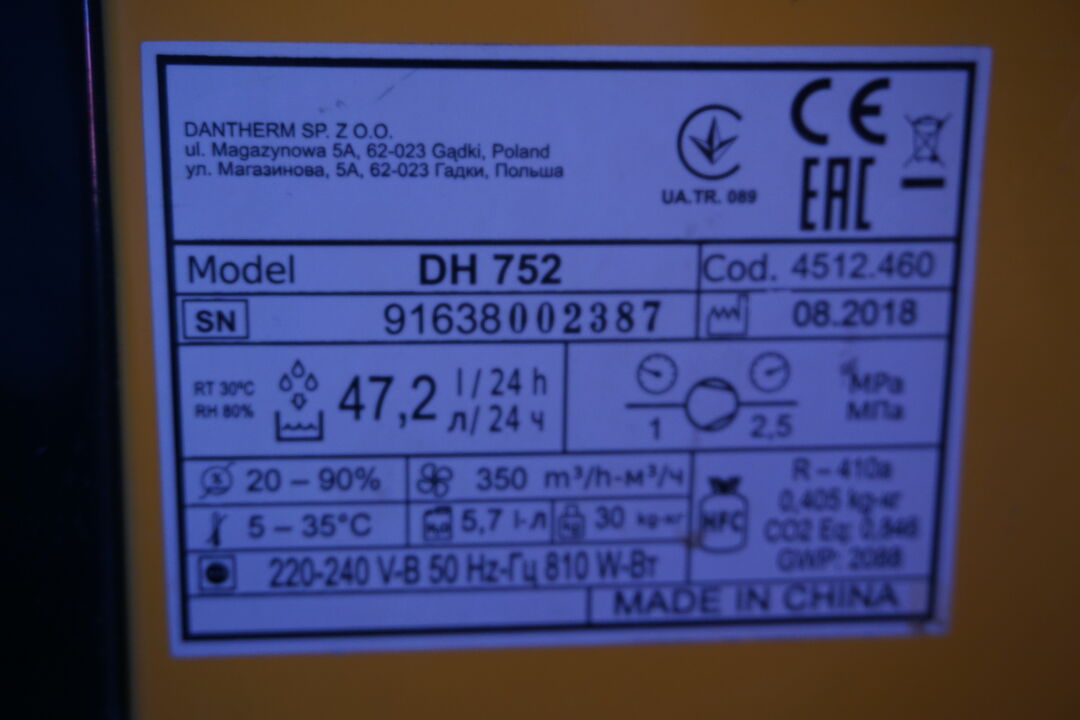 DANTHERM SP. Z O.O.
ul. Magazynowa 5A, 62-023 Gądki, Poland
ул. Магазинова, 5A, 62-023 Гадки, Польша
UA.TR. 089
CE
EAC
Model DH 752
Cod. 4512.460
SN 91638002387
08.2018
RT 30ºC
RH 80%
47,2
l / 24 h
л/ 24 ч
1
2,5
MPa
МПа
20 – 90%
350 m³/h-м³/ч
5 – 35°C
H₂O 5,7 l-л
kg 30 kg-кг
220-240 V-В 50 Hz-Гц 810 W-Вт
HFC
R – 410a
0,405 kg-кг
CO2 Eq: 0,846
GWP: 2088
MADE IN CHINA